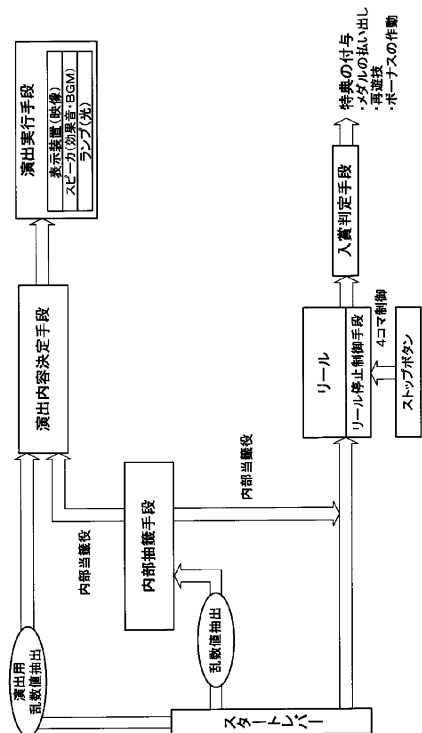 演出用
乱数値抽出
演出内容決定手段
演出実行手段
表示装置(映像)
スピーカ(効果音・BGM)
ランプ(光)
内部当籤役
内部抽籤手段
内部当籤役
乱数値抽出
スタートレバー
リール
リール停止制御手段
4コマ制御
ストップボタン
入賞判定手段
特典の付与
・メダルの払い出し
・再遊技
・ボーナスの作動